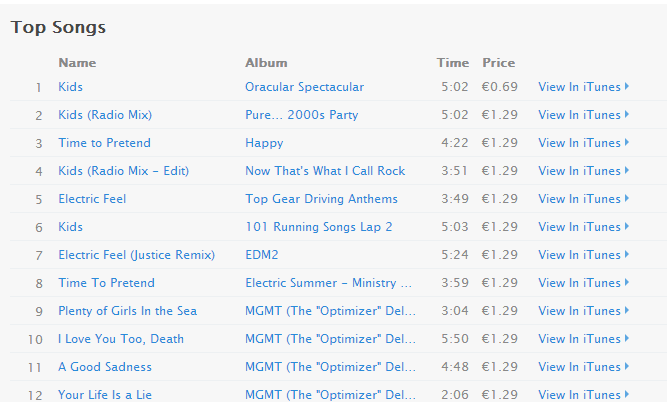 Top Songs
Name Album Time Price
1 Kids Oracular Spectacular 5:02 €0.69 View In iTunes
2 Kids (Radio Mix) Pure... 2000s Party 5:02 €1.29 View In iTunes
3 Time to Pretend Happy 4:22 €1.29 View In iTunes
4 Kids (Radio Mix - Edit) Now That's What I Call Rock 3:51 €1.29 View In iTunes
5 Electric Feel Top Gear Driving Anthems 3:49 €1.29 View In iTunes
6 Kids 101 Running Songs Lap 2 5:03 €1.29 View In iTunes
7 Electric Feel (Justice Remix) EDM2 5:24 €1.29 View In iTunes
8 Time To Pretend Electric Summer - Ministry ... 3:59 €1.29 View In iTunes
9 Plenty of Girls In the Sea MGMT (The "Optimizer" Del... 3:04 €1.29 View In iTunes
10 I Love You Too, Death MGMT (The "Optimizer" Del... 5:50 €1.29 View In iTunes
11 A Good Sadness MGMT (The "Optimizer" Del... 4:48 €1.29 View In iTunes
12 Your Life Is a Lie MGMT (The "Optimizer" Del... 2:06 €1.29 View In iTunes